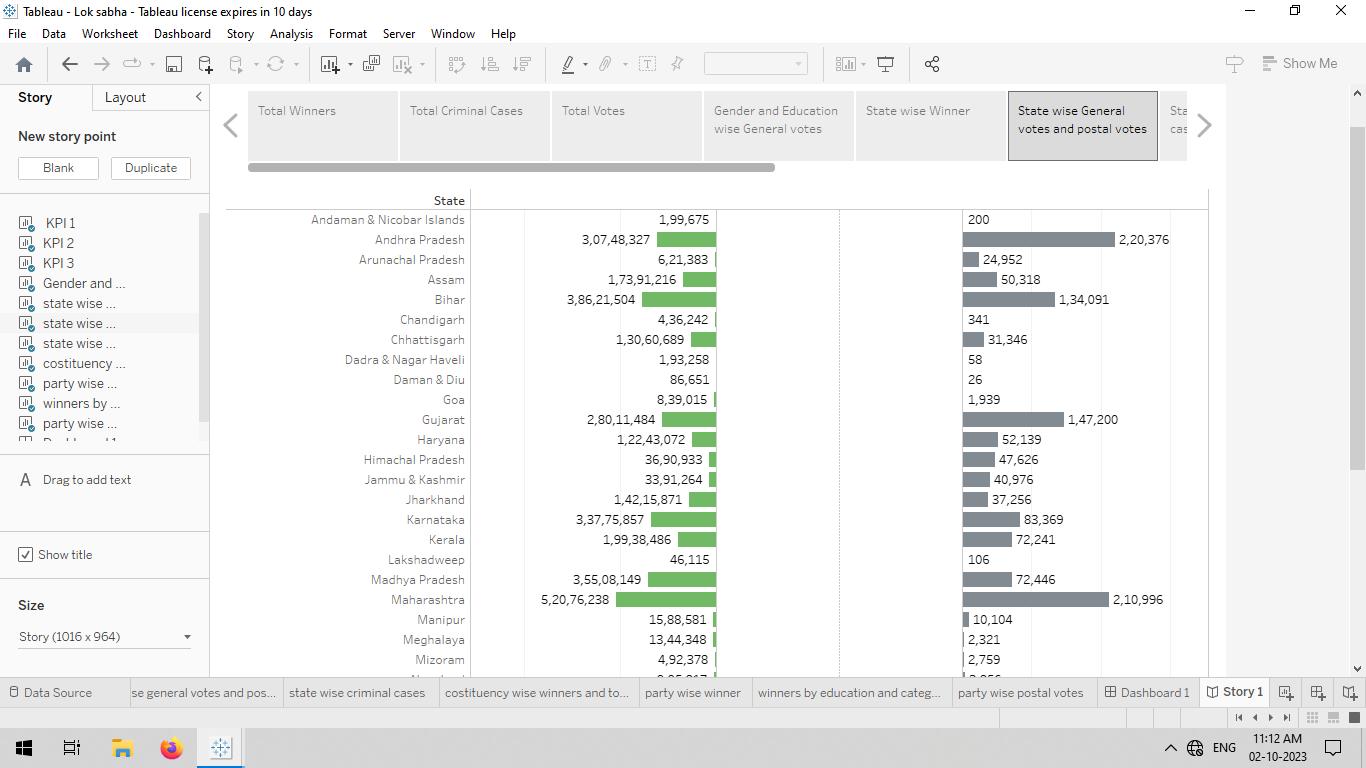 Tableau - Lok sabha - Tableau license expires in 10 days
File Data Worksheet Dashboard Story Analysis Format Server Window Help
Show Me
Story Layout
New story point
Blank Duplicate
KPI 1
KPI 2
KPI 3
Gender and ...
state wise ...
state wise ...
state wise ...
costituency ...
party wise ...
winners by ...
party wise ...
A Drag to add text
Show title
Size
Story (1016 x 964)
Total Winners
Total Criminal Cases
Total Votes
Gender and Education
wise General votes
State wise Winner
State wise General
votes and postal votes
Sta
cas
State
Andaman & Nicobar Islands 1,99,675 200
Andhra Pradesh 3,07,48,327 2,20,376
Arunachal Pradesh 6,21,383 24,952
Assam 1,73,91,216 50,318
Bihar 3,86,21,504 1,34,091
Chandigarh 4,36,242 341
Chhattisgarh 1,30,60,689 31,346
Dadra & Nagar Haveli 1,93,258 58
Daman & Diu 86,651 26
Goa 8,39,015 1,939
Gujarat 2,80,11,484 1,47,200
Haryana 1,22,43,072 52,139
Himachal Pradesh 36,90,933 47,626
Jammu & Kashmir 33,91,264 40,976
Jharkhand 1,42,15,871 37,256
Karnataka 3,37,75,857 83,369
Kerala 1,99,38,486 72,241
Lakshadweep 46,115 106
Madhya Pradesh 3,55,08,149 72,446
Maharashtra 5,20,76,238 2,10,996
Manipur 15,88,581 10,104
Meghalaya 13,44,348 2,321
Mizoram 4,92,378 2,759
Data Source se general votes and pos... state wise criminal cases costituency wise winners and to... party wise winner winners by education and categ... party wise postal votes Dashboard 1 Story 1
ENG
11:12 AM
02-10-2023